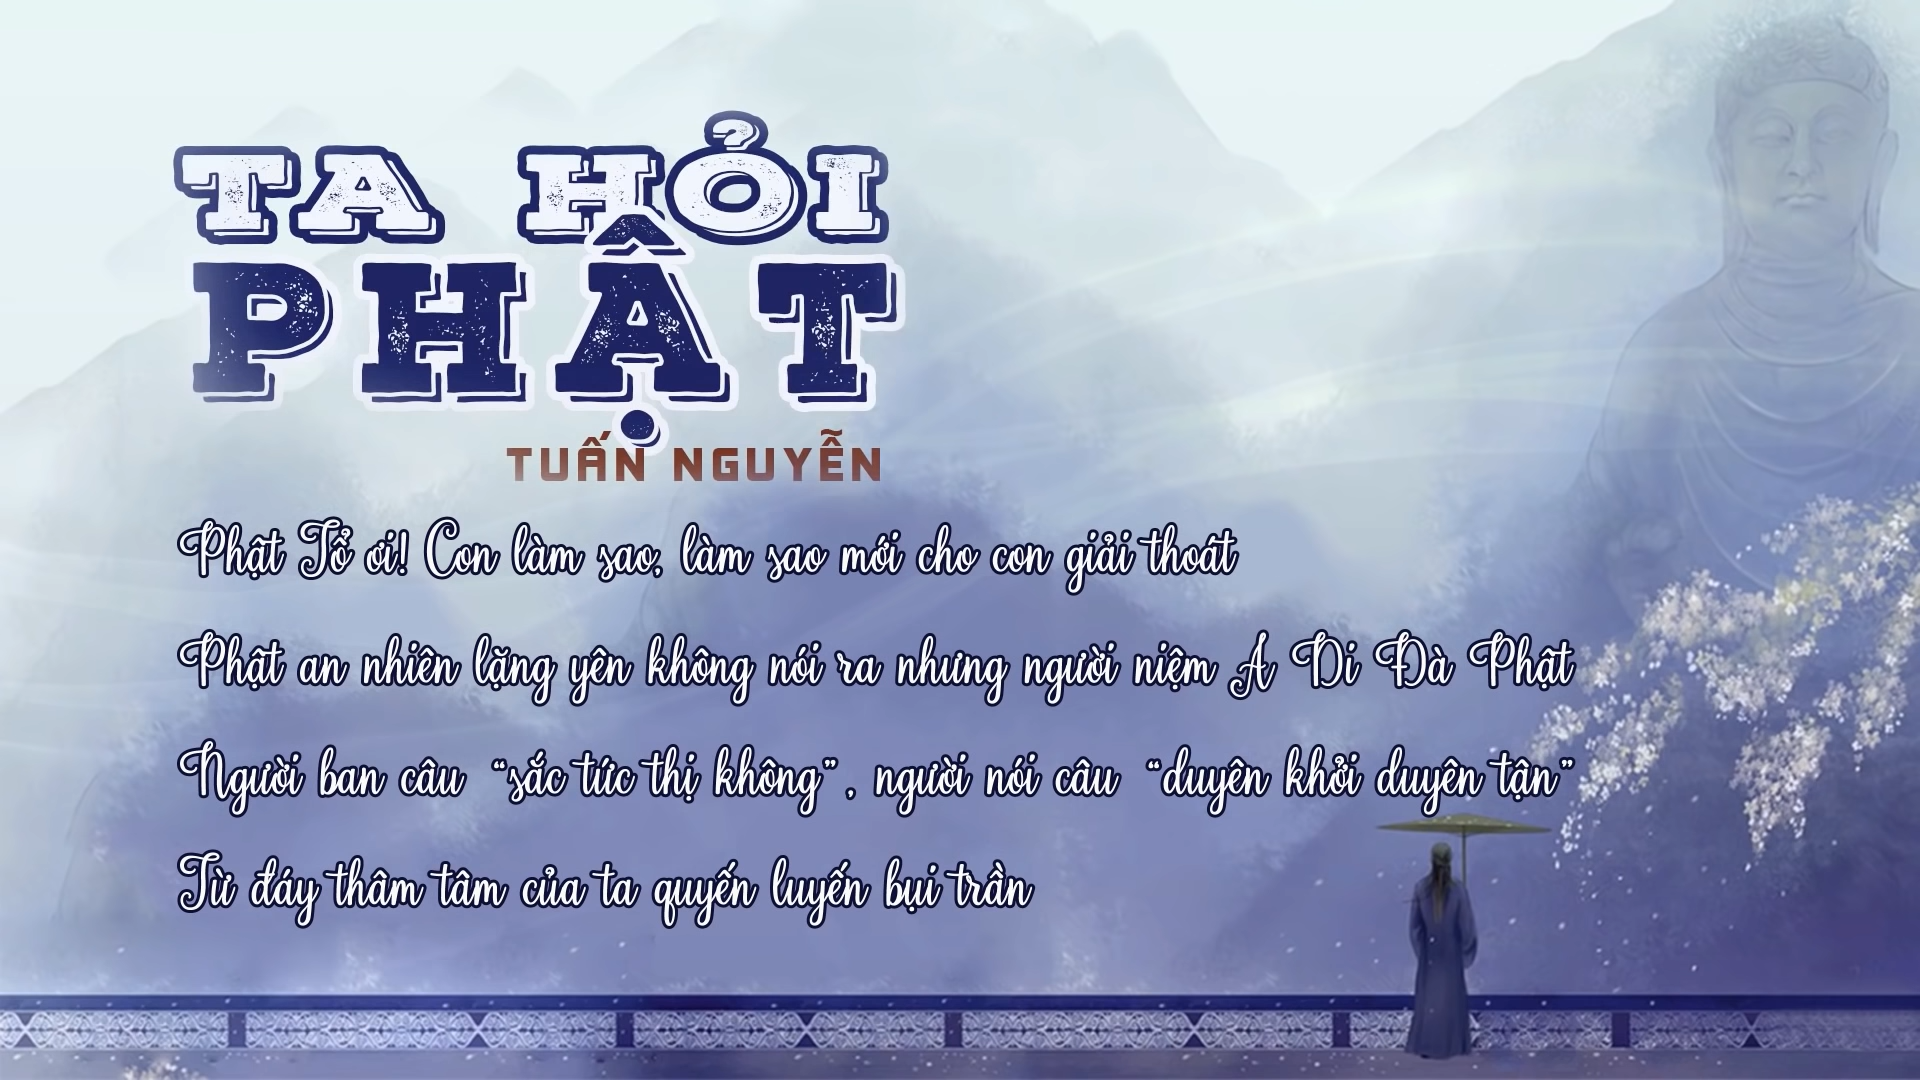 TA HỎI
PHẬT
TUẤN NGUYỄN
Phật Tổ ơi! Con làm sao, làm sao mới cho con giải thoát
Phật an nhiên lặng yên không nói ra nhưng người niệm A Di Đà Phật
Người ban câu “sắc tức thị không”, người nói câu “duyên khởi duyên tận”
Từ đáy thâm tâm của ta quyến luyến bụi trần